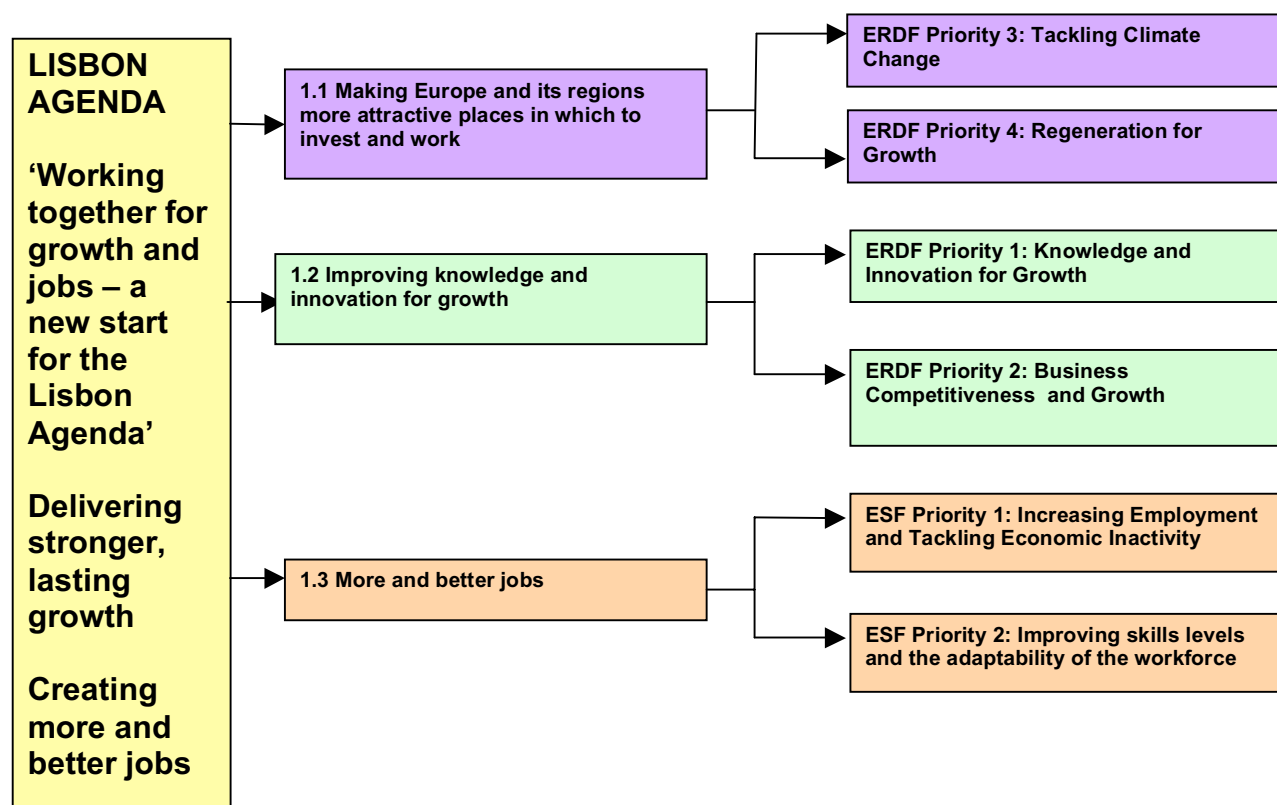 LISBON
AGENDA
‘Working
together for
growth and
jobs – a
new start
for the
Lisbon
Agenda’
Delivering
stronger,
lasting
growth
Creating
more and
better jobs
1.1 Making Europe and its regions
more attractive places in which to
invest and work
ERDF Priority 3: Tackling Climate
Change
ERDF Priority 4: Regeneration for
Growth
1.2 Improving knowledge and
innovation for growth
ERDF Priority 1: Knowledge and
Innovation for Growth
ERDF Priority 2: Business
Competitiveness  and Growth
1.3 More and better jobs
ESF Priority 1: Increasing Employment
and Tackling Economic Inactivity
ESF Priority 2: Improving skills levels
and the adaptability of the workforce